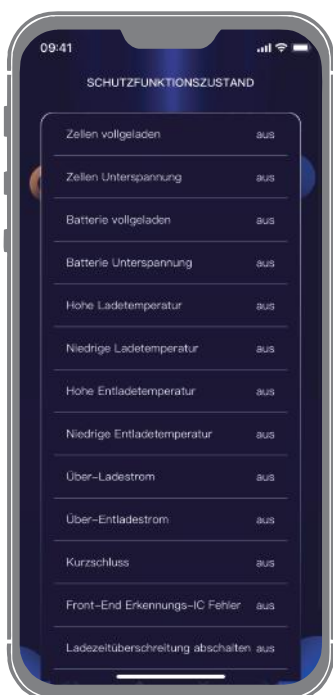 09:41
SCHUTZFUNKTIONSZUSTAND
Zellen vollgeladen aus
Zellen Unterspannung aus
Batterie vollgeladen aus
Batterie Unterspannung aus
Hohe Ladetemperatur aus
Niedrige Ladetemperatur aus
Hohe Entladetemperatur aus
Niedrige Entladetemperatur aus
Über-Ladestrom aus
Über-Entladestrom aus
Kurzschluss aus
Front-End Erkennungs-IC Fehler aus
Ladezeitüberschreitung abschalten aus